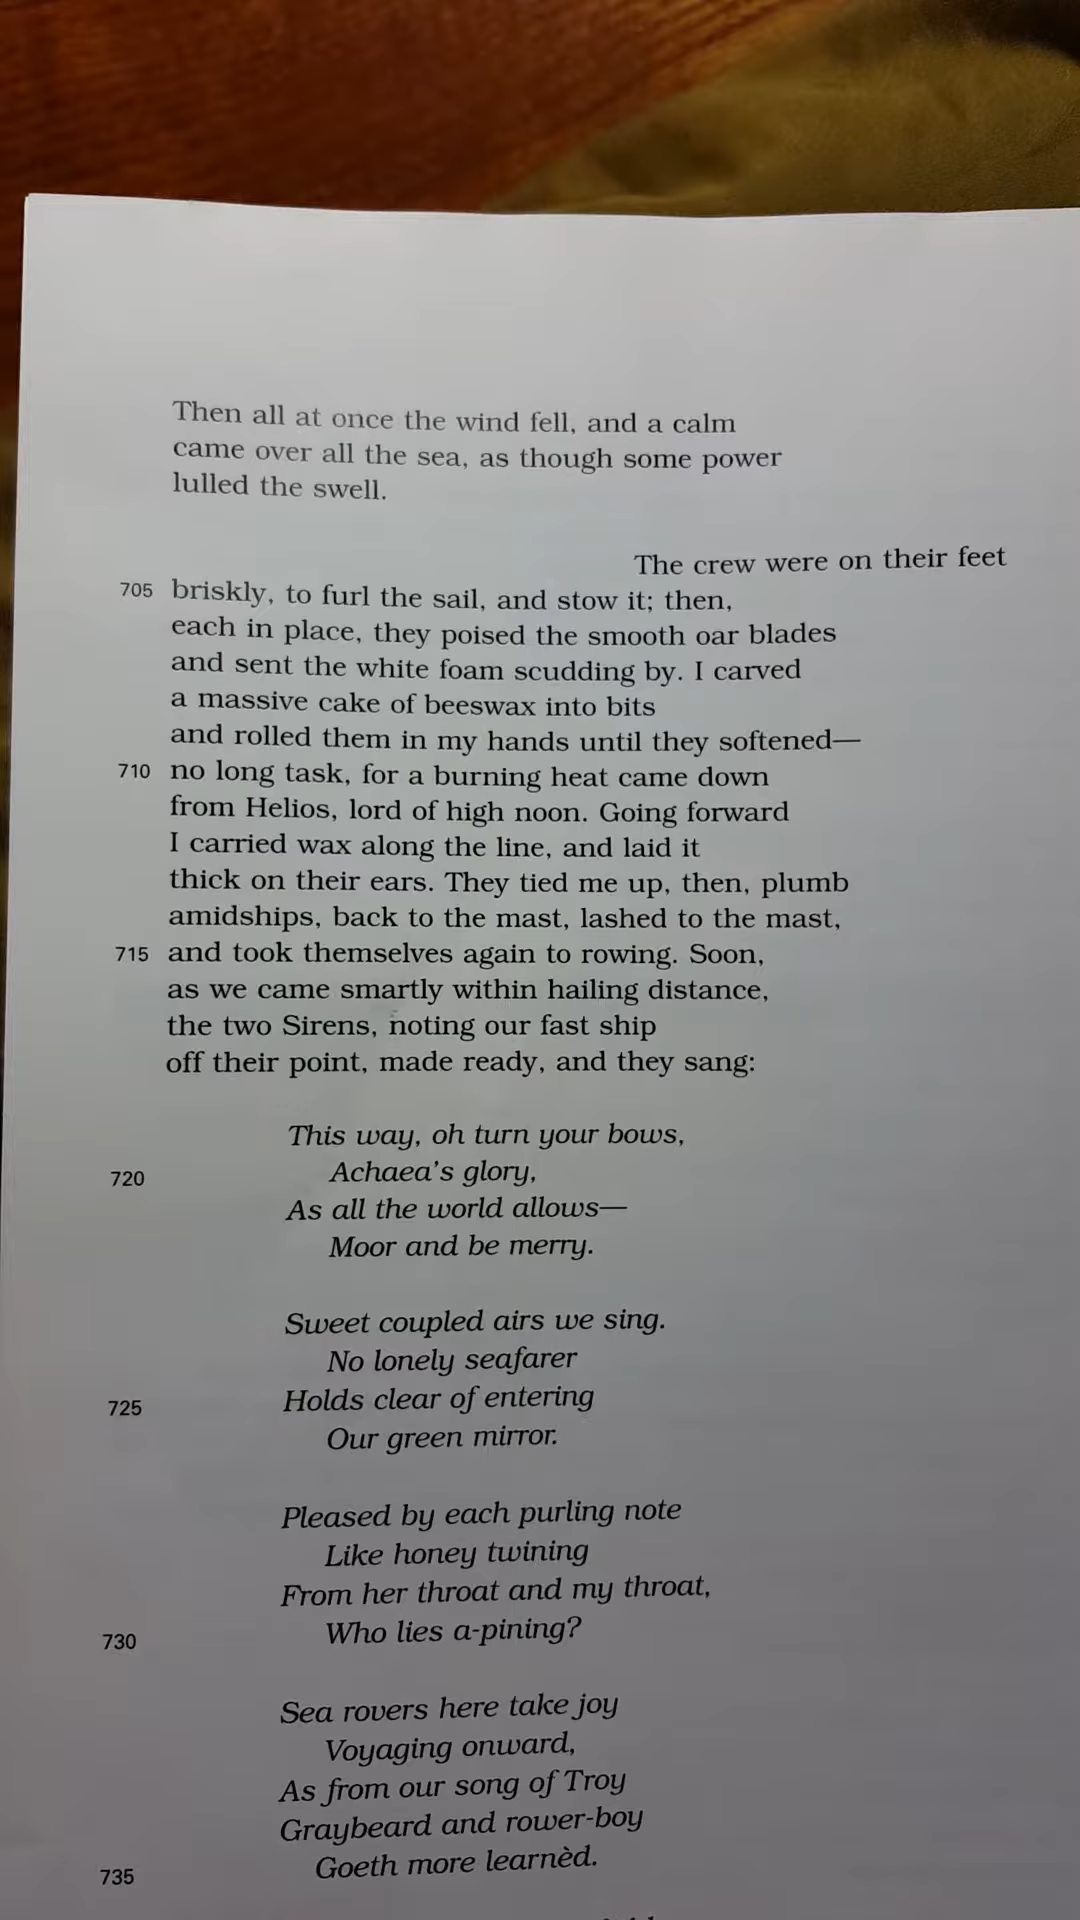 Then all at once the wind fell, and a calm
came over all the sea, as though some power
lulled the swell.
The crew were on their feet
705 briskly, to furl the sail, and stow it; then,
each in place, they poised the smooth oar blades
and sent the white foam scudding by. I carved
a massive cake of beeswax into bits
and rolled them in my hands until they softened—
710 no long task, for a burning heat came down
from Helios, lord of high noon. Going forward
I carried wax along the line, and laid it
thick on their ears. They tied me up, then, plumb
amidships, back to the mast, lashed to the mast,
715 and took themselves again to rowing. Soon,
as we came smartly within hailing distance,
the two Sirens, noting our fast ship
off their point, made ready, and they sang:
This way, oh turn your bows,
720 Achaea's glory,
As all the world allows—
Moor and be merry.
Sweet coupled airs we sing.
No lonely seafarer
725 Holds clear of entering
Our green mirror.
Pleased by each purling note
Like honey twining
From her throat and my throat,
730 Who lies a-pining?
Sea rovers here take joy
Voyaging onward,
As from our song of Troy
Graybeard and rower-boy
735 Goeth more learnèd.